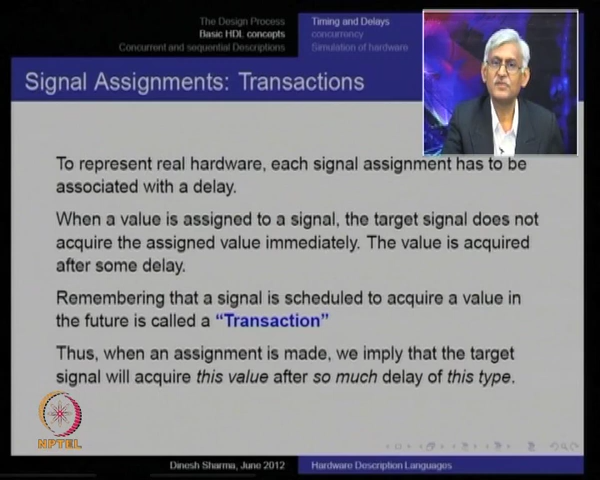 The Design Process
Basic HDL concepts
Concurrent and sequential Descriptions
Timing and Delays
concurrency
Simulation of hardware
Signal Assignments: Transactions
To represent real hardware, each signal assignment has to be
associated with a delay.
When a value is assigned to a signal, the target signal does not
acquire the assigned value immediately. The value is acquired
after some delay.
Remembering that a signal is scheduled to acquire a value in
the future is called a “Transaction”
Thus, when an assignment is made, we imply that the target
signal will acquire this value after so much delay of this type.
NPTEL
Dinesh Sharma, June 2012
Hardware Description Languages